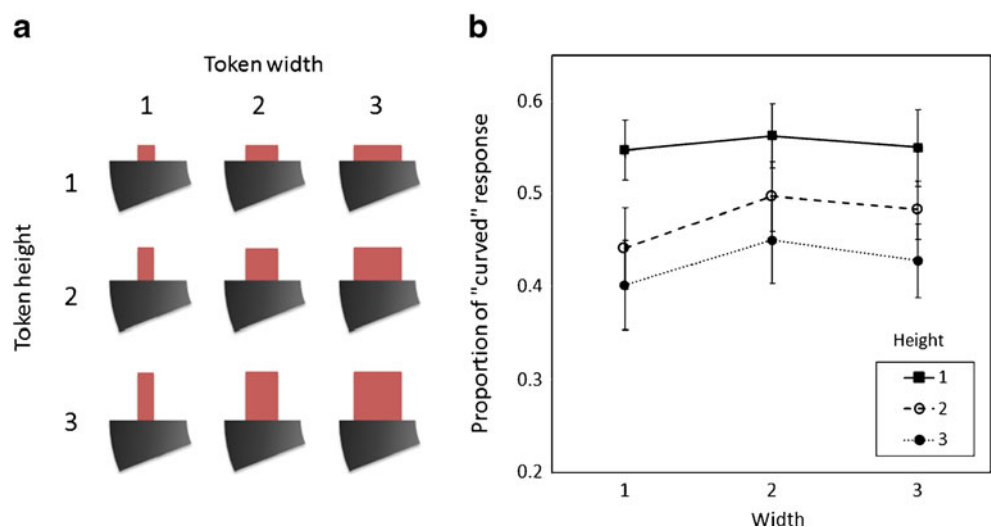 a
Token width
1 2 3
Token height
1
2
3
b
Proportion of "curved" response
0.6
0.5
0.4
0.3
0.2
1 2 3
Width
Height
1
2
3